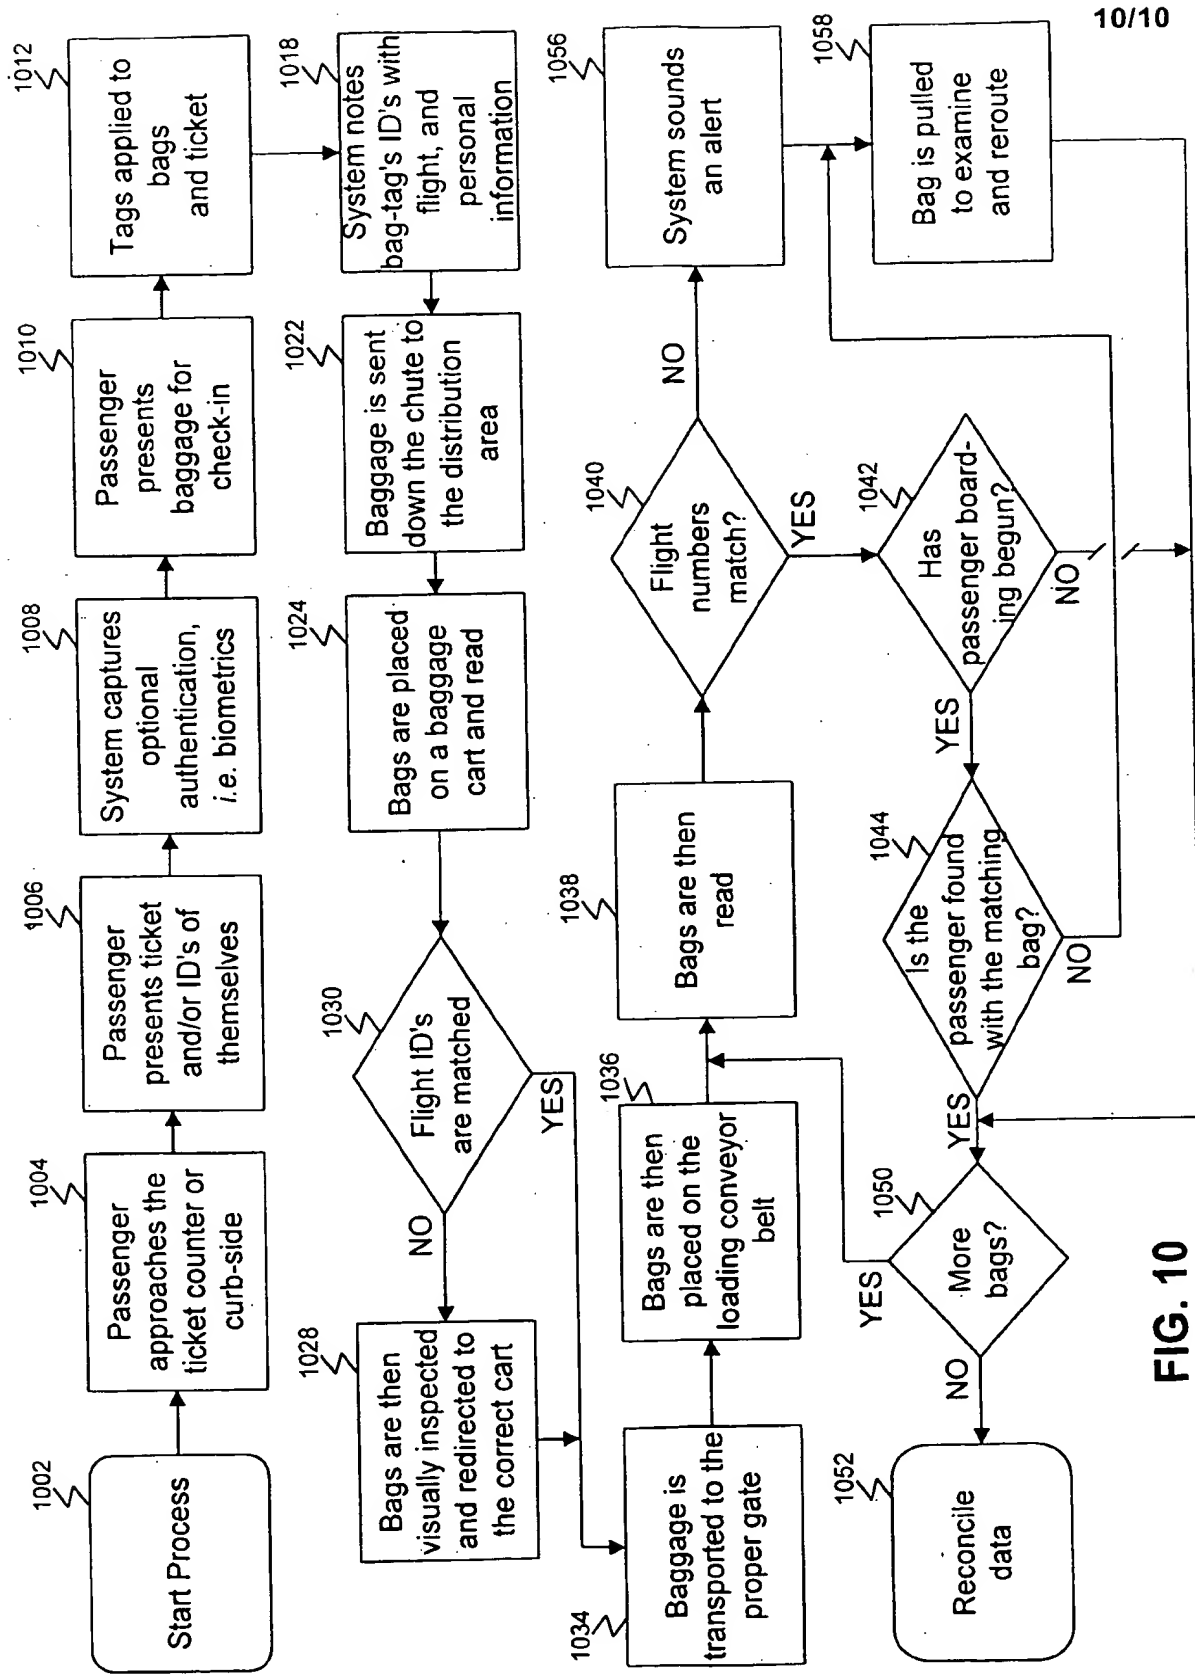 10/10
1002
Start Process
1004
Passenger
approaches the
ticket counter or
curb-side
1006
Passenger
presents ticket
and/or ID's of
themselves
1008
System captures
optional
authentication,
i.e. biometrics
1010
Passenger
presents
baggage for
check-in
1012
Tags applied to
bags
and ticket
1018
System notes
bag-tag's ID's with
flight, and
personal
information
1022
Baggage is sent
down the chute to
the distribution
area
1024
Bags are placed
on a baggage
cart and read
1030
Flight ID's
are matched
NO
YES
1028
Bags are then
visually inspected
and redirected to
the correct cart
1034
Baggage is
transported to the
proper gate
1036
Bags are then
placed on the
loading conveyor
belt
1038
Bags are then
read
1040
Flight
numbers
match?
NO
YES
1056
System sounds
an alert
1058
Bag is pulled
to examine
and reroute
1042
Has
passenger board-
ing begun?
NO
YES
1044
Is the
passenger found
with the matching
bag?
NO
YES
1050
More
bags?
YES
NO
1052
Reconcile
data
FIG. 10